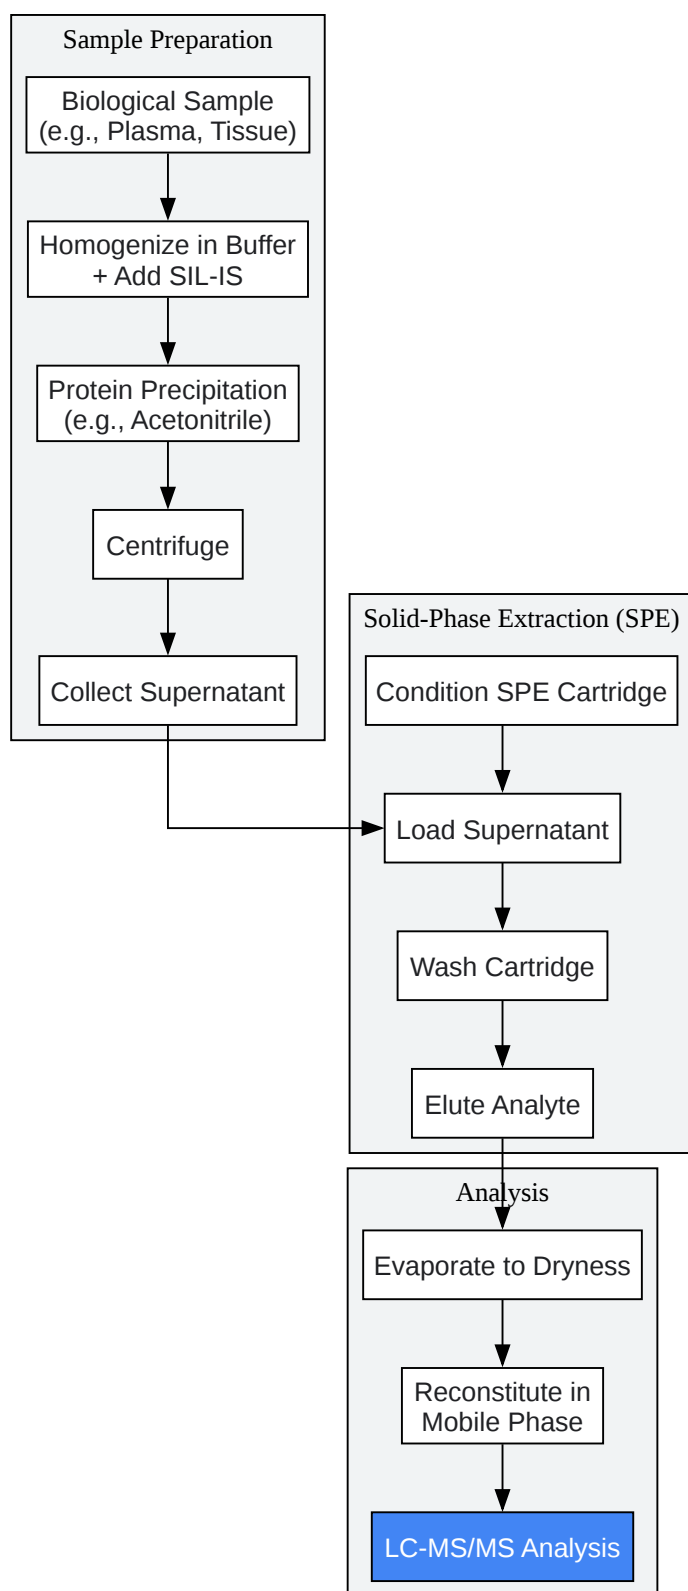 Sample Preparation
Biological Sample
(e.g., Plasma, Tissue)
Homogenize in Buffer
+ Add SIL-IS
Protein Precipitation
(e.g., Acetonitrile)
Centrifuge
Collect Supernatant
Solid-Phase Extraction (SPE)
Condition SPE Cartridge
Load Supernatant
Wash Cartridge
Elute Analyte
Analysis
Evaporate to Dryness
Reconstitute in
Mobile Phase
LC-MS/MS Analysis